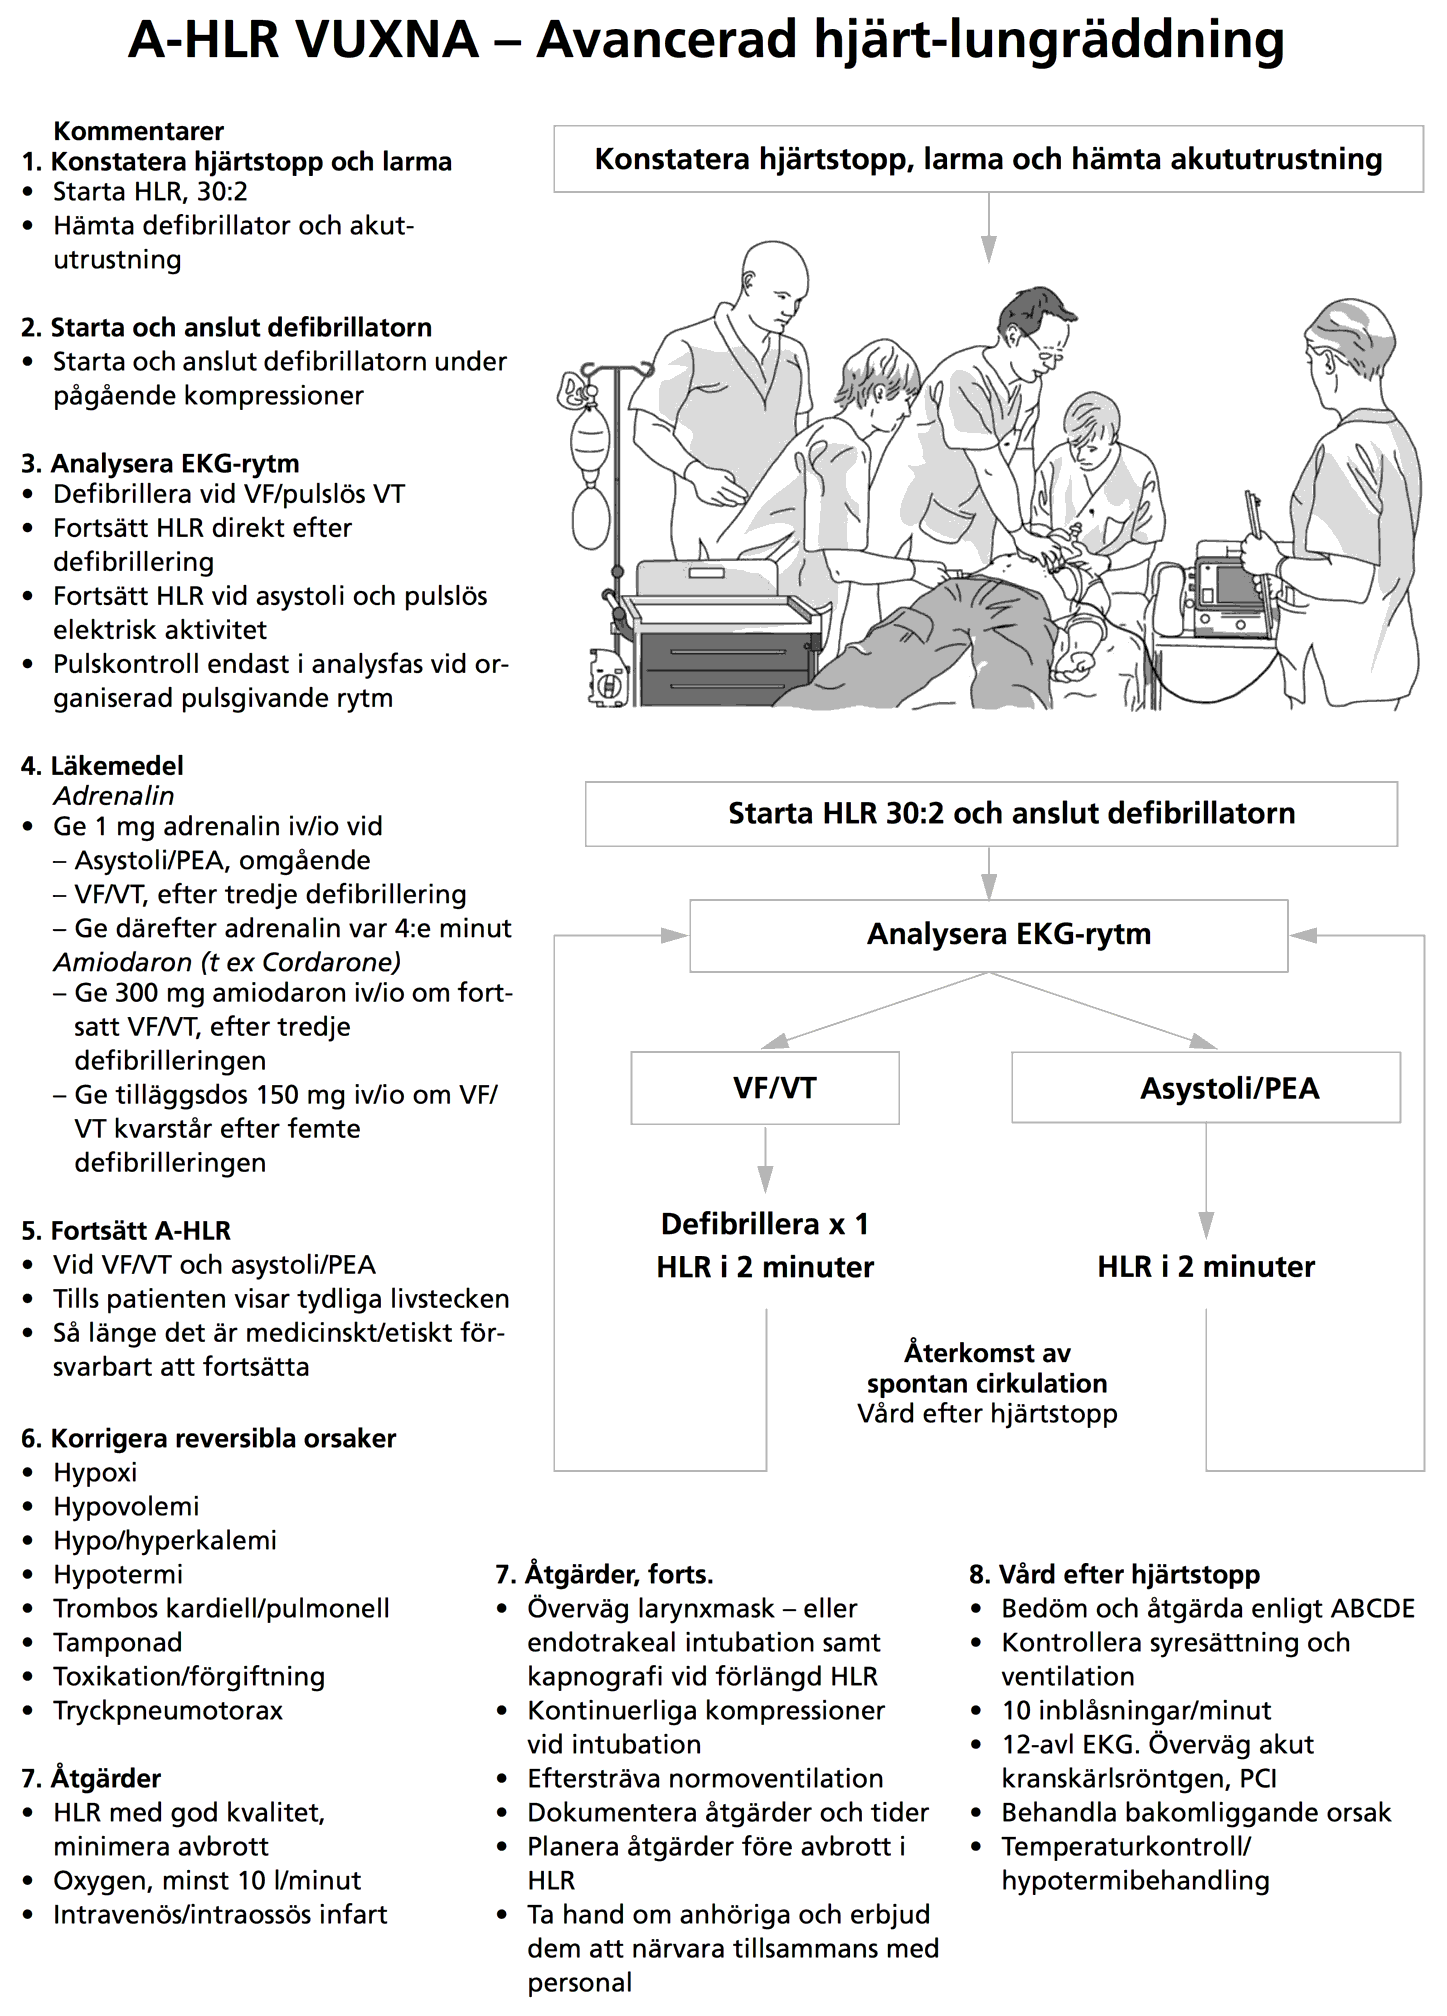 A-HLR VUXNA – Avancerad hjärt-lungräddning
Kommentarer
1. Konstatera hjärtstopp och larma
• Starta HLR, 30:2
• Hämta defibrillator och akut-
utrustning
2. Starta och anslut defibrillatorn
• Starta och anslut defibrillatorn under
pågående kompressioner
3. Analysera EKG-rytm
• Defibrillera vid VF/pulslös VT
• Fortsätt HLR direkt efter
defibrillering
• Fortsätt HLR vid asystoli och pulslös
elektrisk aktivitet
• Pulskontroll endast i analysfas vid or-
ganiserad pulsgivande rytm
4. Läkemedel
Adrenalin
• Ge 1 mg adrenalin iv/io vid
– Asystoli/PEA, omgående
– VF/VT, efter tredje defibrillering
– Ge därefter adrenalin var 4:e minut
Amiodaron (t ex Cordarone)
– Ge 300 mg amiodaron iv/io om fort-
satt VF/VT, efter tredje
defibrilleringen
– Ge tilläggsdos 150 mg iv/io om VF/
VT kvarstår efter femte
defibrilleringen
5. Fortsätt A-HLR
• Vid VF/VT och asystoli/PEA
• Tills patienten visar tydliga livstecken
• Så länge det är medicinskt/etiskt för-
svarbart att fortsätta
6. Korrigera reversibla orsaker
• Hypoxi
• Hypovolemi
• Hypo/hyperkalemi
• Hypotermi
• Trombos kardiell/pulmonell
• Tamponad
• Toxikation/förgiftning
• Tryckpneumotorax
7. Åtgärder
• HLR med god kvalitet,
minimera avbrott
• Oxygen, minst 10 l/minut
• Intravenös/intraossös infart
Konstatera hjärtstopp, larma och hämta akututrustning
Starta HLR 30:2 och anslut defibrillatorn
Analysera EKG-rytm
VF/VT
Asystoli/PEA
Defibrillera x 1
HLR i 2 minuter
HLR i 2 minuter
Återkomst av
spontan cirkulation
Vård efter hjärtstopp
7. Åtgärder, forts.
• Överväg larynxmask – eller
endotrakeal intubation samt
kapnografi vid förlängd HLR
• Kontinuerliga kompressioner
vid intubation
• Eftersträva normoventilation
• Dokumentera åtgärder och tider
• Planera åtgärder före avbrott i
HLR
• Ta hand om anhöriga och erbjud
dem att närvara tillsammans med
personal
8. Vård efter hjärtstopp
• Bedöm och åtgärda enligt ABCDE
• Kontrollera syresättning och
ventilation
• 10 inblåsningar/minut
• 12-avl EKG. Överväg akut
kranskärlsröntgen, PCI
• Behandla bakomliggande orsak
• Temperaturkontroll/
hypotermibehandling